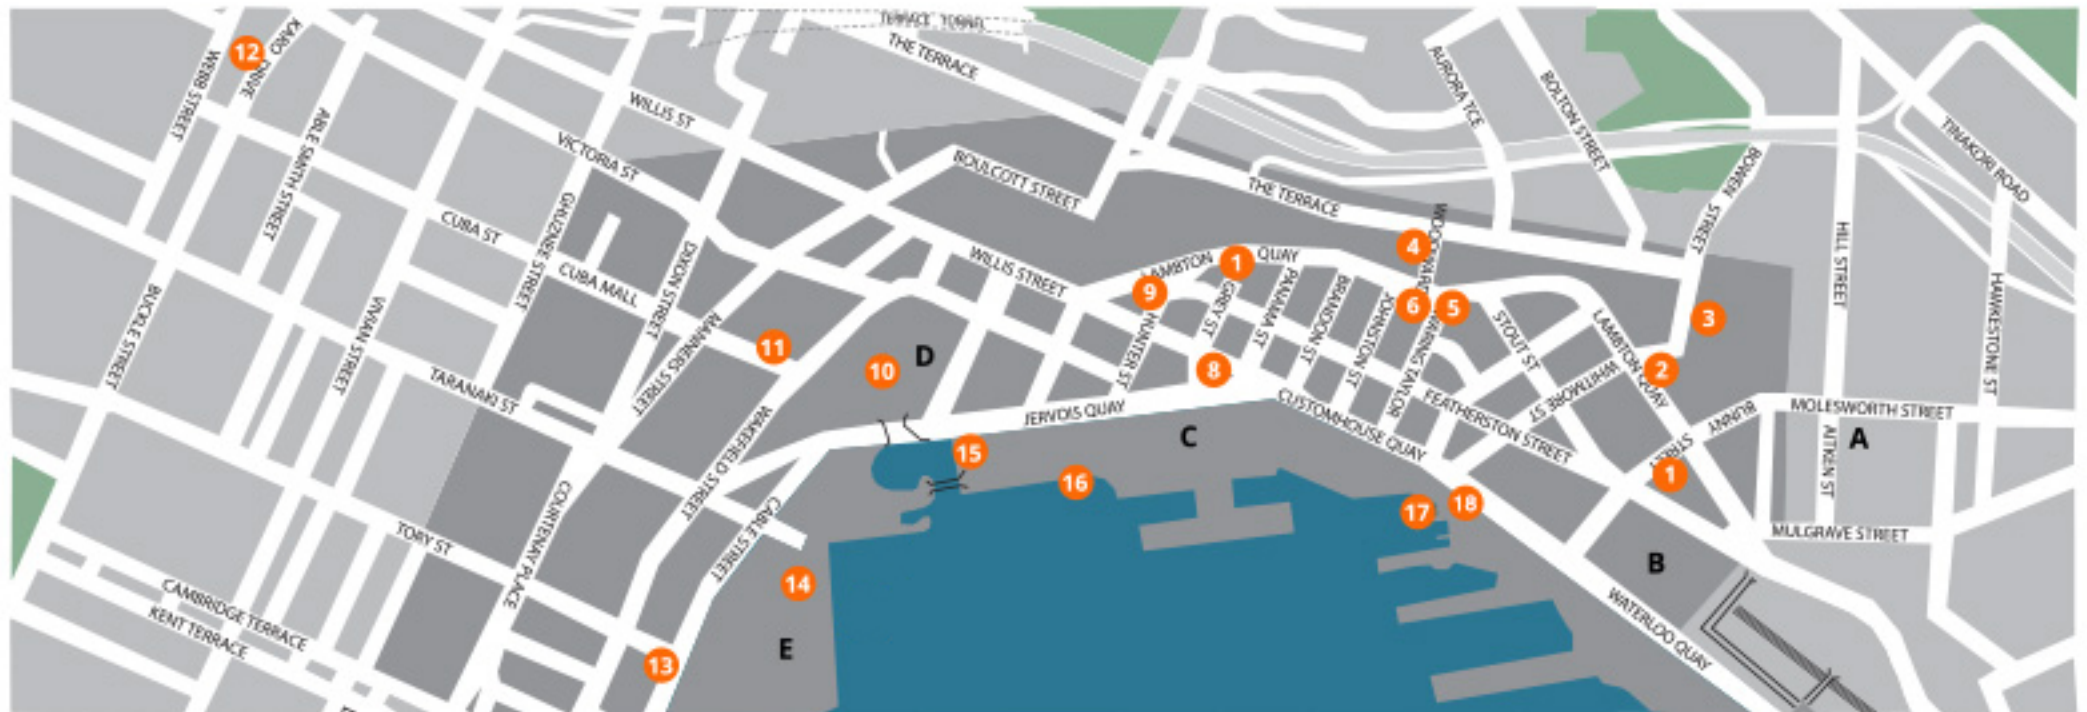 TERRACE TUNNEL
THE TERRACE
KARO DRIVE
12
WEBB STREET
AURORA TCE
BOLTON STREET
WILLIS ST
ABLE SMITH STREET
VICTORIA ST
TINAKORI ROAD
BOULCOTT STREET
BOWEN STREET
THE TERRACE
GHUZNEE STREET
CUBA ST
CUBA MALL
DIXON STREET
WILLIS STREET
LAMBTON QUAY
1
4
HILL STREET
HAWKESTONE ST
BUCKLE STREET
VIVIAN STREET
MANNERS STREET
9
GREY ST
PANAMA ST
BRANDON ST
JOHNSTON ST
6
5
3
HUNTER ST
WARING TAYLOR
STOUT ST
LAMBTON QUAY
11
10
D
8
2
WHITMORE ST
TARANAKI ST
WAKEFIELD STREET
JERVOIS QUAY
CUSTOMHOUSE QUAY
FEATHERSTON STREET
BUNNY STREET
MOLESWORTH STREET
AITKEN ST
A
C
15
16
1
17
18
COURTENAY PLACE
TORY ST
CABLE STREET
MULGRAVE STREET
B
14
CAMBRIDGE TERRACE
KENT TERRACE
WATERLOO QUAY
13
E